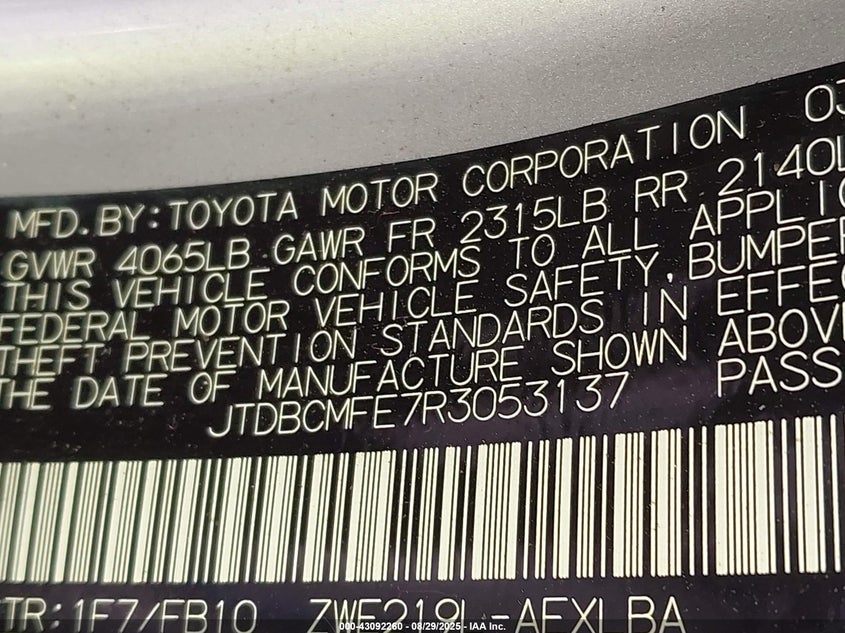 MFD.BY:TOYOTA MOTOR CORPORATION 03
GVWR 4065LB GAWR FR 2315LB RR 2140L
THIS VEHICLE CONFORMS TO ALL APPLIC
FEDERAL MOTOR VEHICLE SAFETY, BUMPER
THEFT PREVENTION STANDARDS IN EFFEC
THE DATE OF MANUFACTURE SHOWN ABOVE
JTDBCMFE7R3053137 PASS
TR:1F7/FB10 ZWE219L-AEXLBA
000-43092260 - 08/29/2025 - IAA Inc.